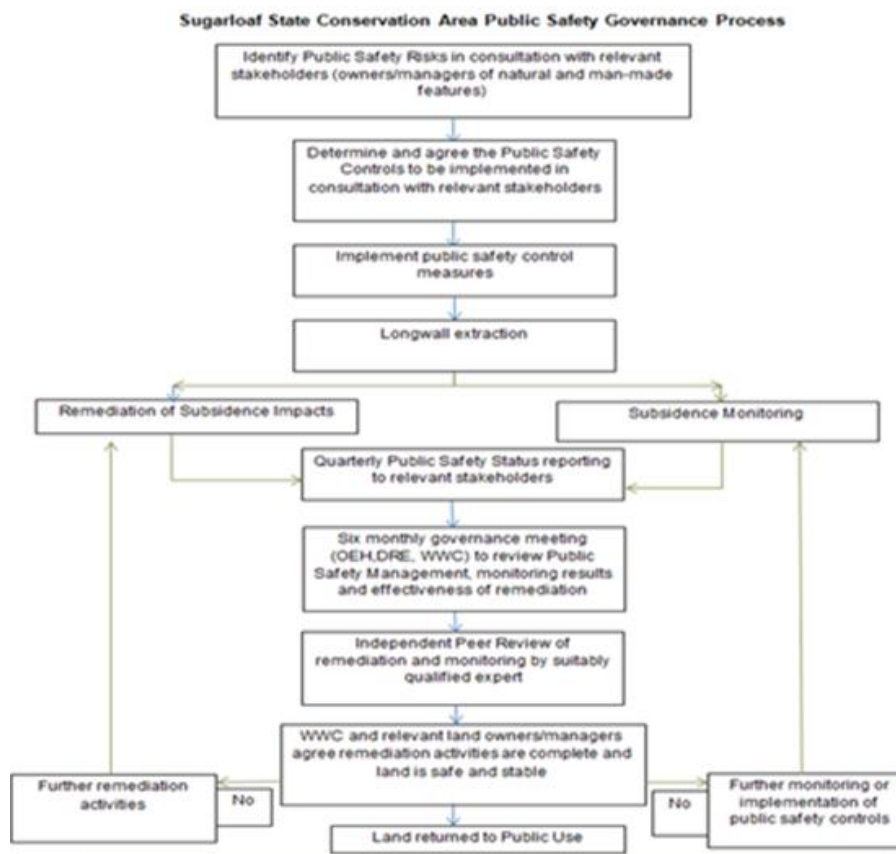 Sugarloaf State Conservation Area Public Safety Governance Process
Identify Public Safety Risks in consultation with relevant
stakeholders (owners/managers of natural and man-made
features)
Determine and agree the Public Safety
Controls to be implemented in
consultation with relevant stakeholders
Implement public safety control
measures
Longwall extraction
Remediation of Subsidence Impacts
Subsidence Monitoring
Quarterly Public Safety Status reporting
to relevant stakeholders
Six monthly governance meeting
(OEH,DRE, WWC) to review Public
Safety Management, monitoring results
and effectiveness of remediation
Independent Peer Review of
remediation and monitoring by suitably
qualified expert
WWC and relevant land owners/managers
agree remediation activities are complete and
land is safe and stable
Further remediation
activities
No
No
Further monitoring or
implementation of
public safety controls
Land returned to Public Use